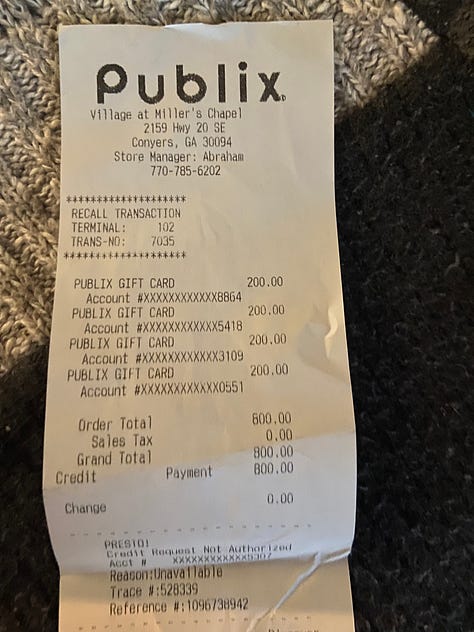 Publix
Village at Miller's Chapel
2159 Hwy 20 SE
Conyers, GA 30094
Store Manager: Abraham
770-785-6202
********************
RECALL TRANSACTION
TERMINAL: 102
TRANS-NO: 7035
********************
PUBLIX GIFT CARD 200.00
Account #XXXXXXXXXXXX8864
PUBLIX GIFT CARD 200.00
Account #XXXXXXXXXXXX5418
PUBLIX GIFT CARD 200.00
Account #XXXXXXXXXXXX3109
PUBLIX GIFT CARD 200.00
Account #XXXXXXXXXXXX0551
Order Total 800.00
Sales Tax 0.00
Grand Total 800.00
Credit Payment 800.00
Change 0.00
PRESTO!
Credit Request Not Authorized
Acct # XXXXXXXXXXXX5307
Reason:Unavailable
Trace #:528339
Reference #:1096738942